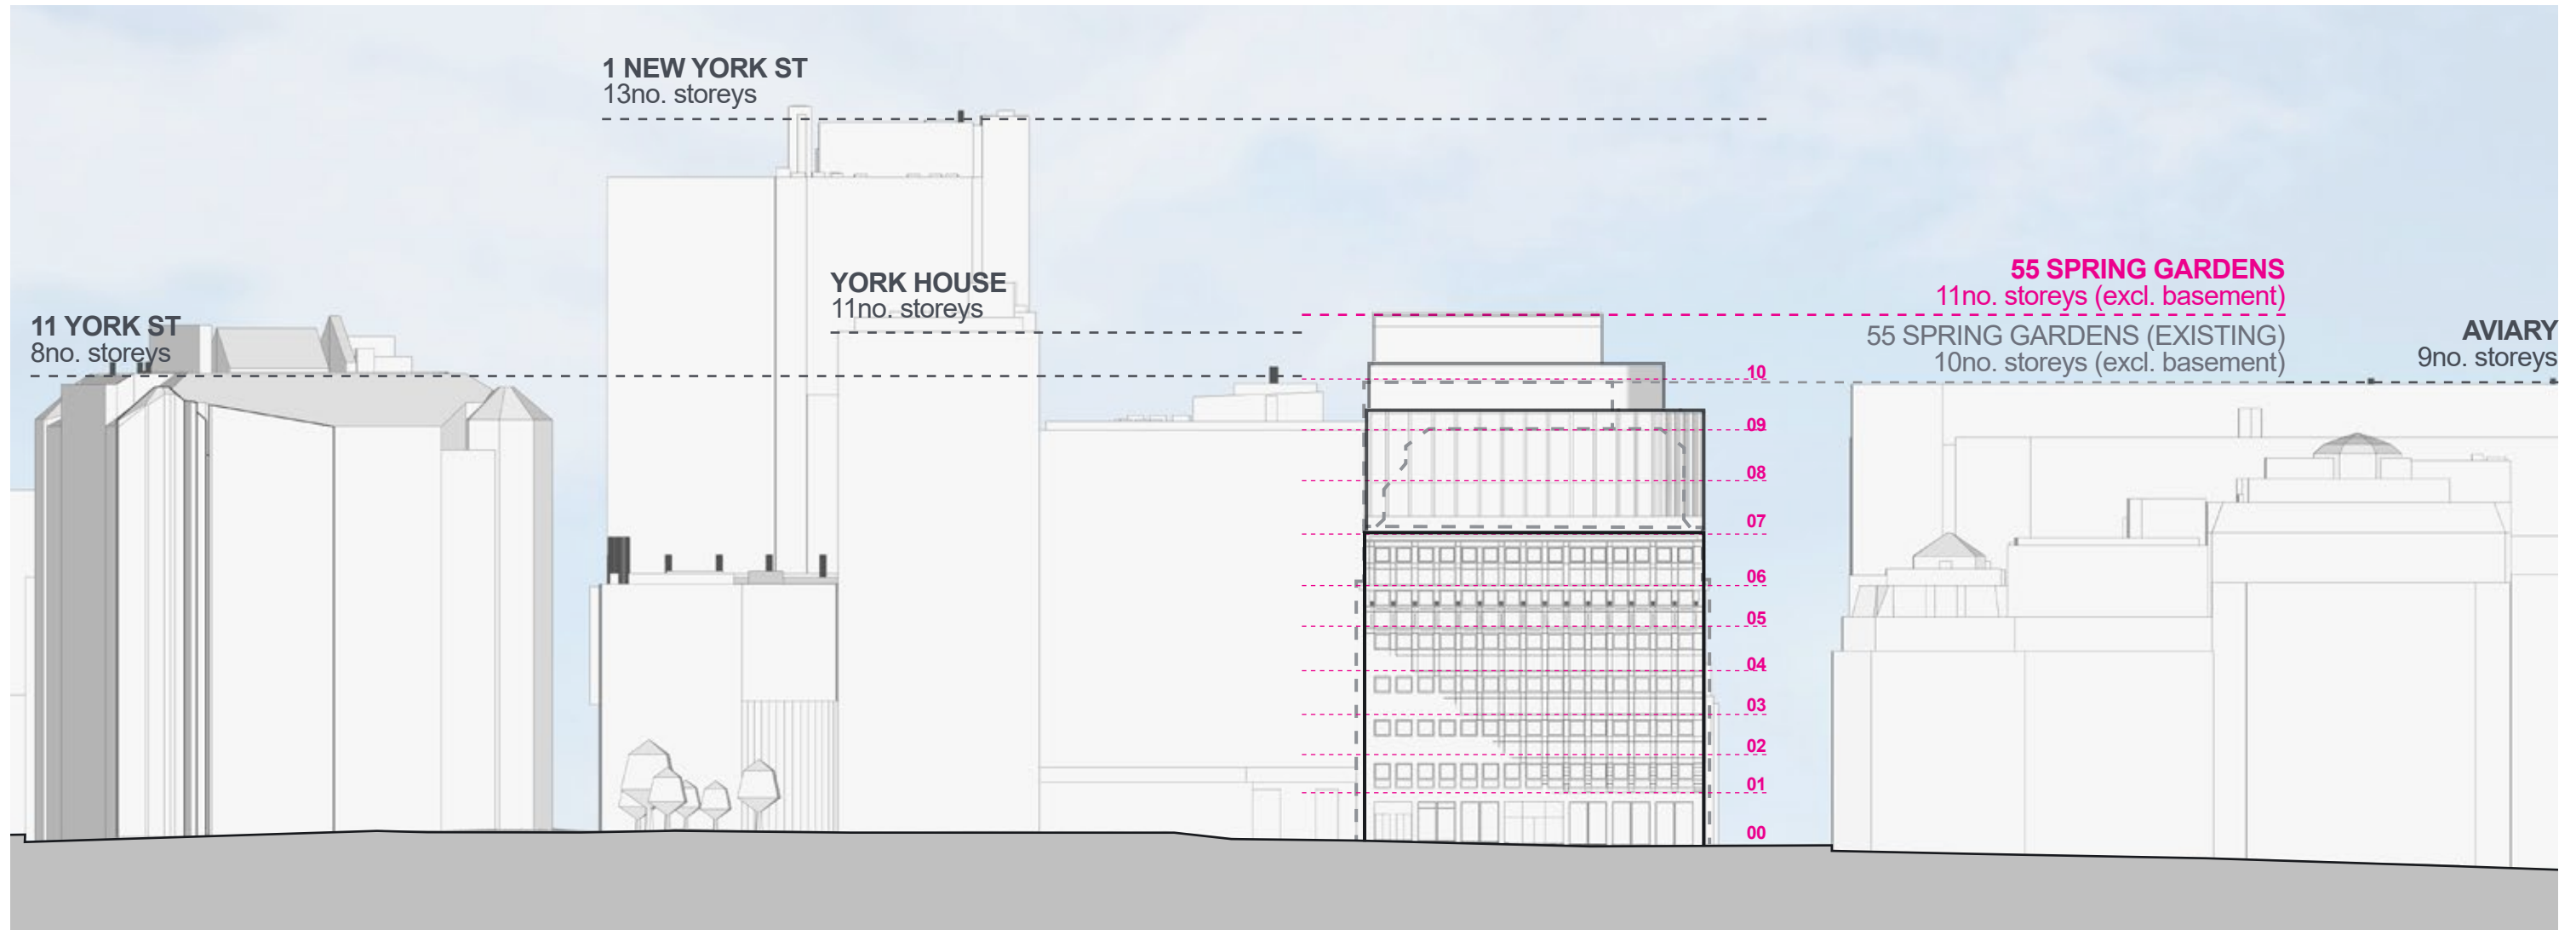 1 NEW YORK ST
13no. storeys
YORK HOUSE
11no. storeys
11 YORK ST
8no. storeys
55 SPRING GARDENS
11no. storeys (excl. basement)
55 SPRING GARDENS (EXISTING)
10no. storeys (excl. basement)
AVIARY
9no. storeys
10
09
08
07
06
05
04
03
02
01
00